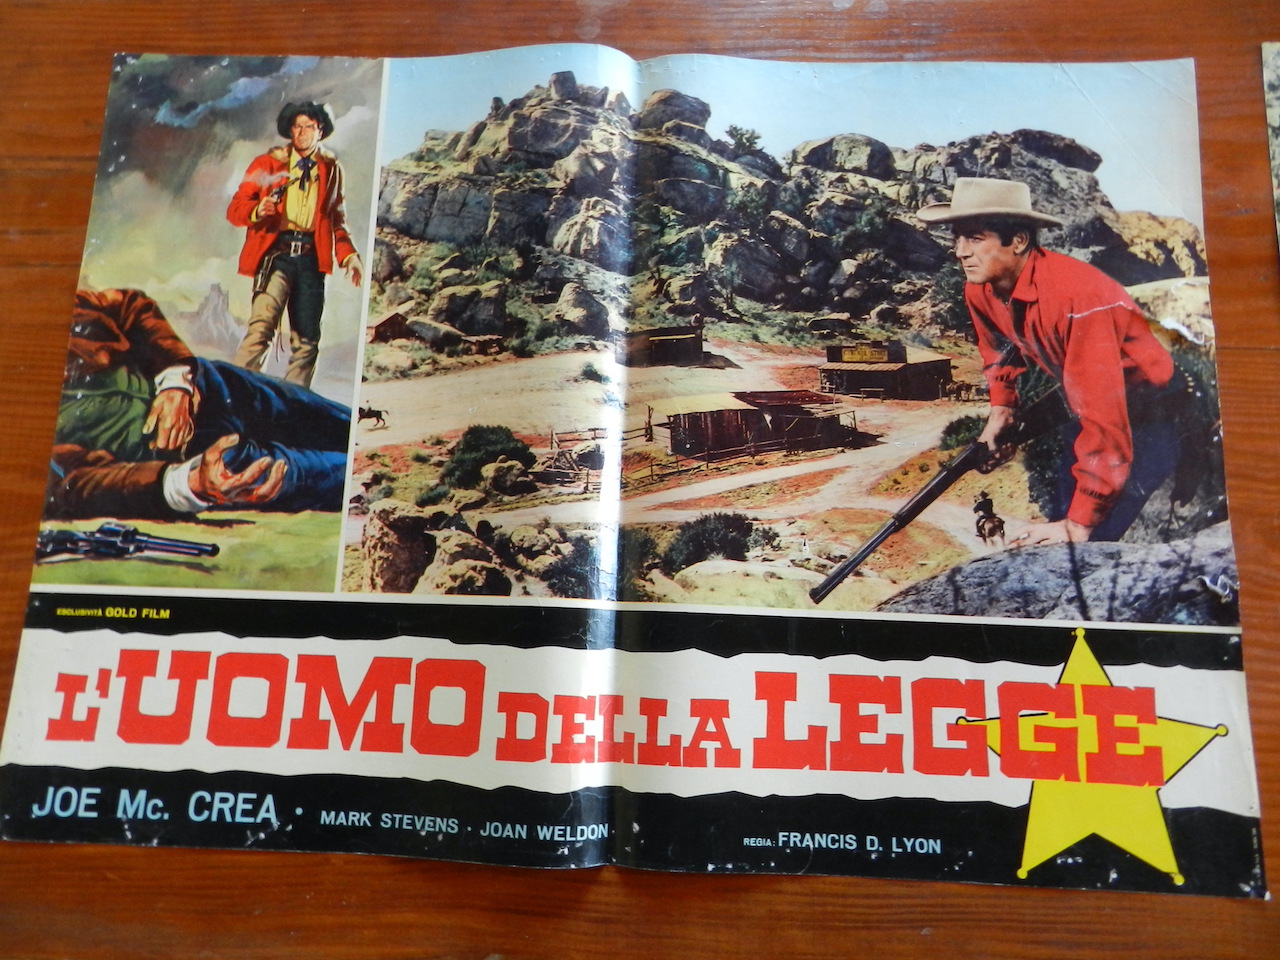 ESCLUSIVITÀ GOLD FILM
L'UOMO DELLA LEGGE
JOE Mc. CREA • MARK STEVENS • JOAN WELDON
REGIA: FRANCIS D. LYON